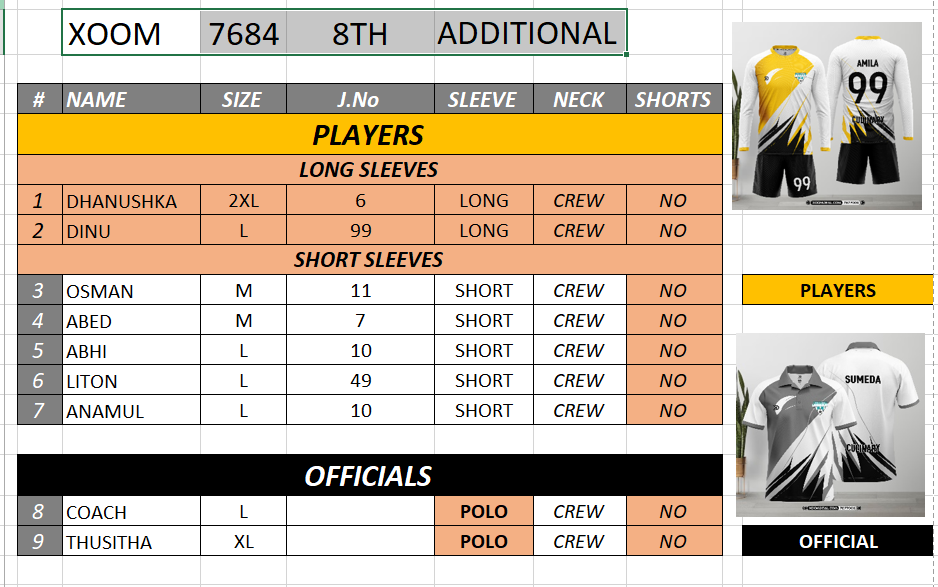 XOOM 7684 8TH ADDITIONAL
# NAME SIZE J.No SLEEVE NECK SHORTS
PLAYERS
LONG SLEEVES
1 DHANUSHKA 2XL 6 LONG CREW NO
2 DINU L 99 LONG CREW NO
SHORT SLEEVES
3 OSMAN M 11 SHORT CREW NO
4 ABED M 7 SHORT CREW NO
5 ABHI L 10 SHORT CREW NO
6 LITON L 49 SHORT CREW NO
7 ANAMUL L 10 SHORT CREW NO
OFFICIALS
8 COACH L POLO CREW NO
9 THUSITHA XL POLO CREW NO
AMILA
99
CULINARY
99
PLAYERS
SUMEDA
CULINARY
OFFICIAL